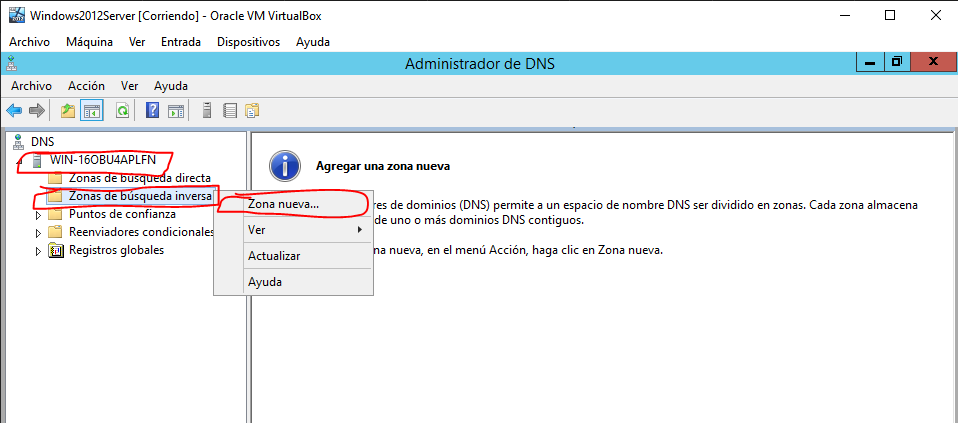 Windows2012Server [Corriendo] - Oracle VM VirtualBox
Archivo Máquina Ver Entrada Dispositivos Ayuda
Administrador de DNS
Archivo Acción Ver Ayuda
DNS
WIN-16OBU4APLFN
Zonas de búsqueda directa
Zonas de búsqueda inversa
Puntos de confianza
Reenviadores condicionales
Registros globales
Zona nueva...
Ver
Actualizar
Ayuda
Agregar una zona nueva
res de dominios (DNS) permite a un espacio de nombre DNS ser dividido en zonas. Cada zona almacena
de uno o más dominios DNS contiguos.
na nueva, en el menú Acción, haga clic en Zona nueva.